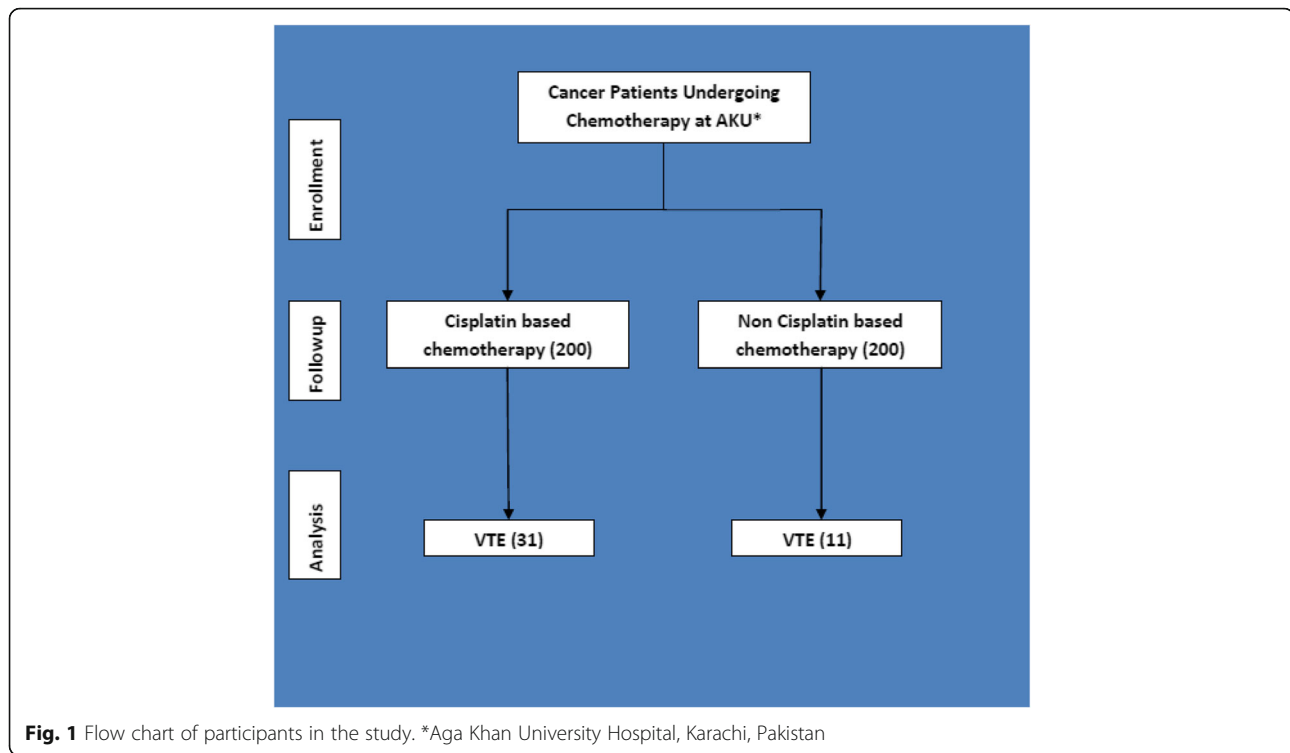 Cancer Patients Undergoing
Chemotherapy at AKU*
Enrollment
Cisplatin based
chemotherapy (200)
Non Cisplatin based
chemotherapy (200)
Followup
VTE (31)
VTE (11)
Analysis
Fig. 1 Flow chart of participants in the study. *Aga Khan University Hospital, Karachi, Pakistan